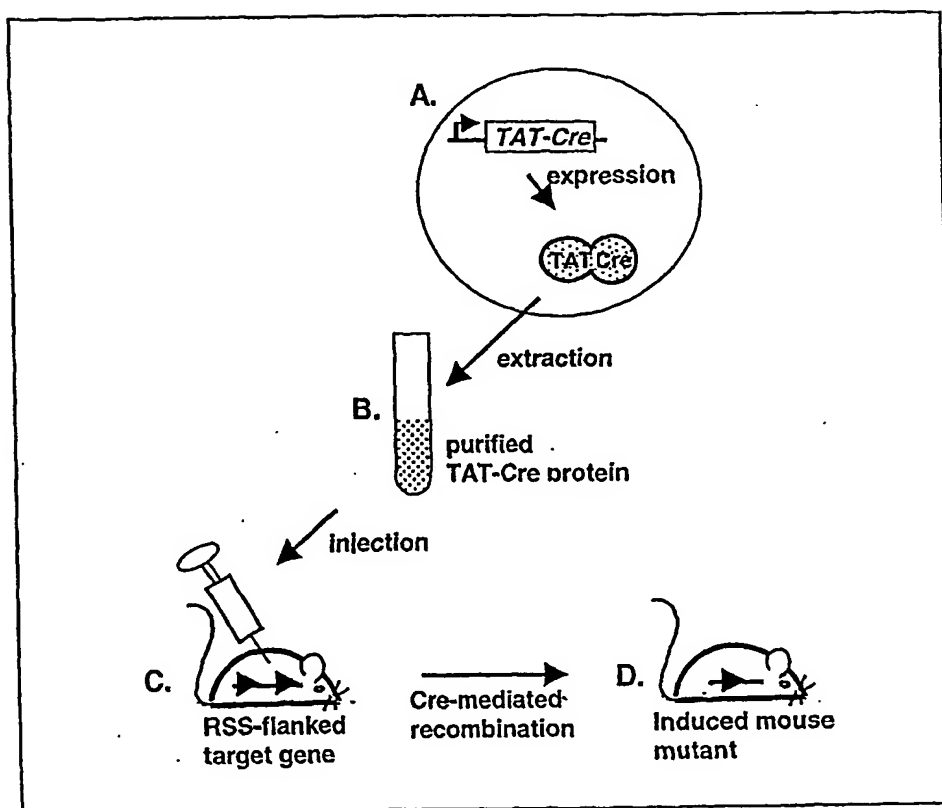 A.
TAT-Cre
expression
TAT Cre
extraction
B.
purified
TAT-Cre protein
injection
C.
RSS-flanked
target gene
Cre-mediated
recombination
D.
Induced mouse
mutant